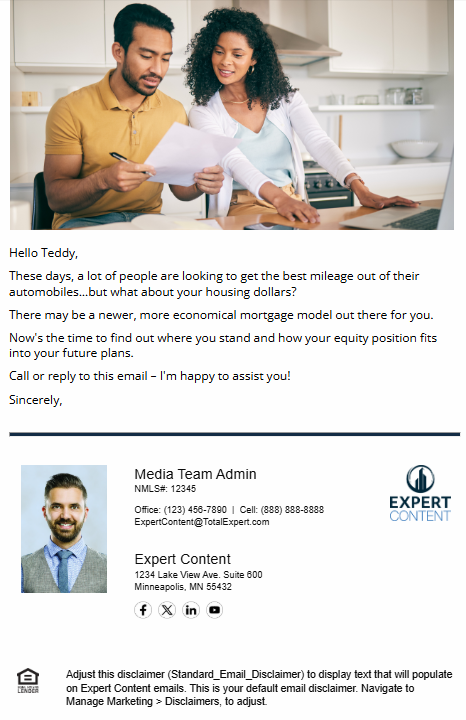 Hello Teddy,
These days, a lot of people are looking to get the best mileage out of their
automobiles...but what about your housing dollars?
There may be a newer, more economical mortgage model out there for you.
Now's the time to find out where you stand and how your equity position fits
into your future plans.
Call or reply to this email – I'm happy to assist you!
Sincerely,
Media Team Admin
NMLS#: 12345
Office: (123) 456-7890 | Cell: (888) 888-8888
ExpertContent@TotalExpert.com
EXPERT
CONTENT
Expert Content
1234 Lake View Ave. Suite 600
Minneapolis, MN 55432
Adjust this disclaimer (Standard_Email_Disclaimer) to display text that will populate
on Expert Content emails. This is your default email disclaimer. Navigate to
Manage Marketing > Disclaimers, to adjust.
LENDER